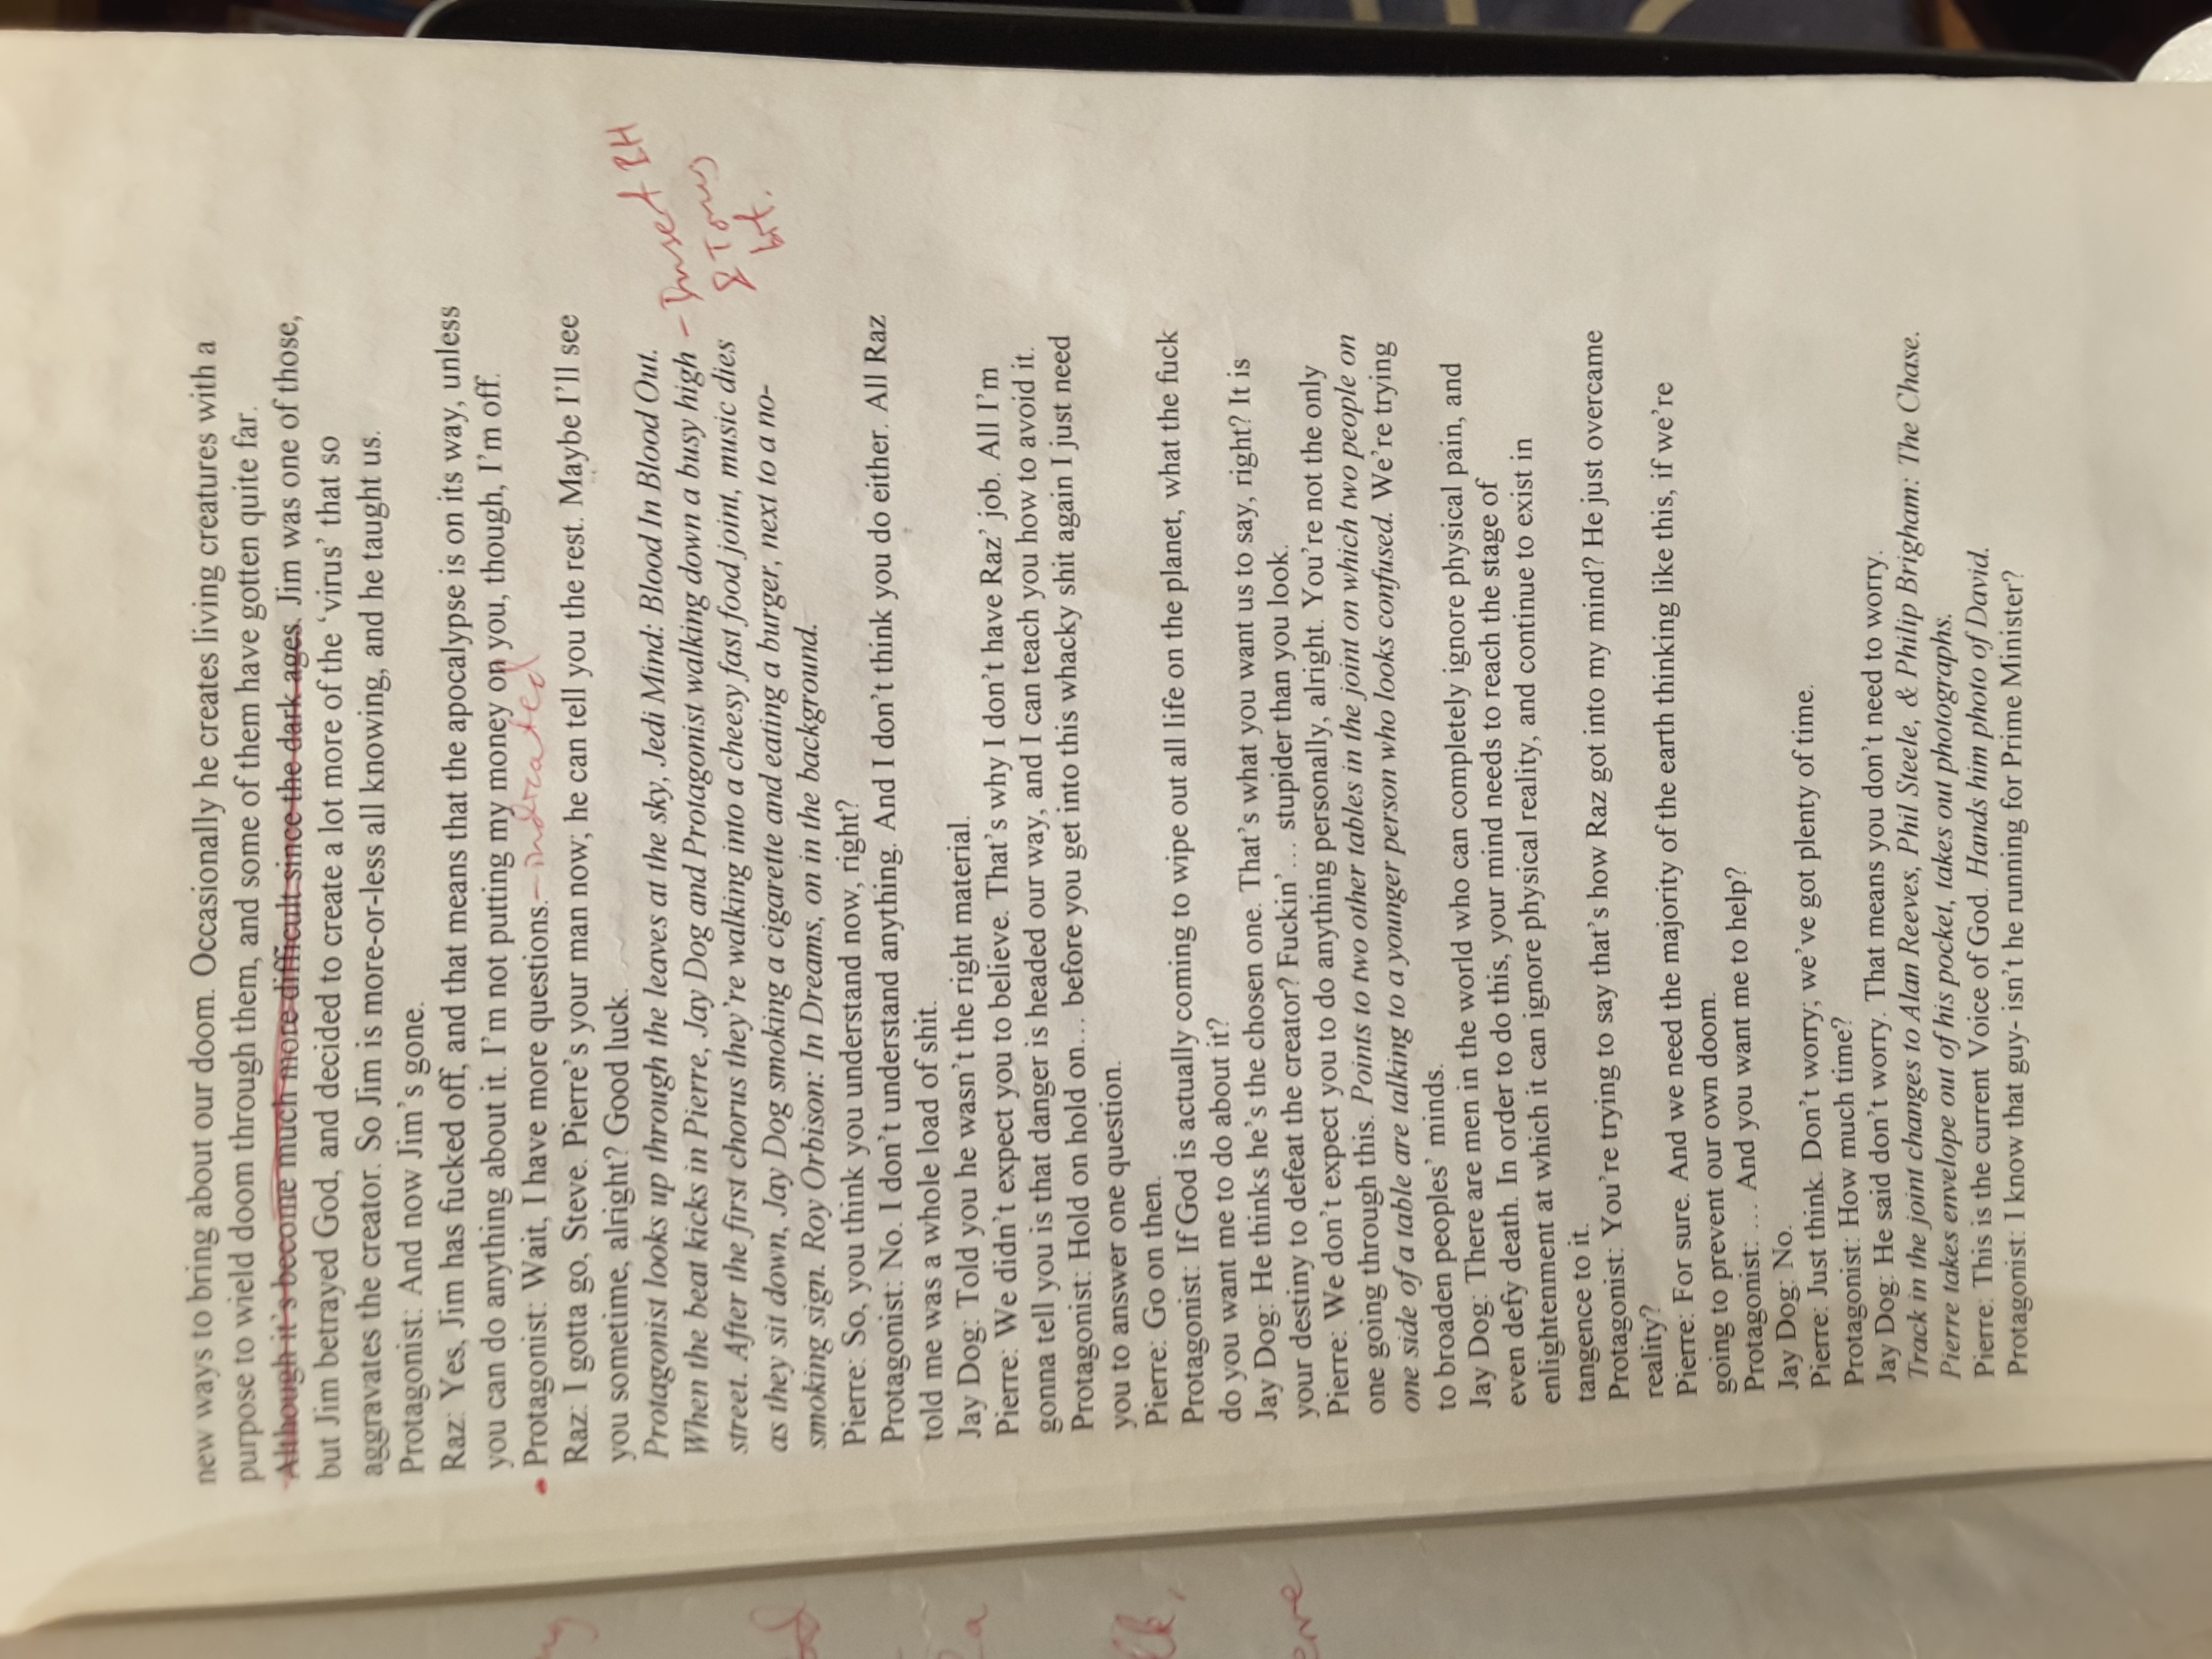 new ways to bring about our doom. Occasionally he creates living creatures with a
purpose to wield doom through them, and some of them have gotten quite far.
Although it's become much more difficult since the dark ages. Jim was one of those,
but Jim betrayed God, and decided to create a lot more of the ‘virus’ that so
aggravates the creator. So Jim is more-or-less all knowing, and he taught us.
Protagonist: And now Jim's gone.
Raz: Yes, Jim has fucked off, and that means that the apocalypse is on its way, unless
you can do anything about it. I'm not putting my money on you, though, I'm off.
Protagonist: Wait, I have more questions. – indicated
Raz: I gotta go, Steve. Pierre's your man now; he can tell you the rest. Maybe I'll see
you sometime, alright? Good luck.
Protagonist looks up through the leaves at the sky, Jedi Mind: Blood In Blood Out.
When the beat kicks in Pierre, Jay Dog and Protagonist walking down a busy high – Insert BH
street. After the first chorus they're walking into a cheesy fast food joint, music dies & Tony
as they sit down, Jay Dog smoking a cigarette and eating a burger, next to a no- bit.
smoking sign. Roy Orbison: In Dreams, on in the background.
Pierre: So, you think you understand now, right?
Protagonist: No. I don't understand anything. And I don't think you do either. All Raz
told me was a whole load of shit.
Jay Dog: Told you he wasn't the right material.
Pierre: We didn't expect you to believe. That's why I don't have Raz' job. All I'm
gonna tell you is that danger is headed our way, and I can teach you how to avoid it.
Protagonist: Hold on hold on… before you get into this whacky shit again I just need
you to answer one question.
Pierre: Go on then.
Protagonist: If God is actually coming to wipe out all life on the planet, what the fuck
do you want me to do about it?
Jay Dog: He thinks he's the chosen one. That's what you want us to say, right? It is
your destiny to defeat the creator? Fuckin'… stupider than you look.
Pierre: We don't expect you to do anything personally, alright. You're not the only
one going through this. Points to two other tables in the joint on which two people on
one side of a table are talking to a younger person who looks confused. We're trying
to broaden peoples' minds.
Jay Dog: There are men in the world who can completely ignore physical pain, and
even defy death. In order to do this, your mind needs to reach the stage of
enlightenment at which it can ignore physical reality, and continue to exist in
tangence to it.
Protagonist: You're trying to say that's how Raz got into my mind? He just overcame
reality?
Pierre: For sure. And we need the majority of the earth thinking like this, if we're
going to prevent our own doom.
Protagonist: … And you want me to help?
Jay Dog: No.
Pierre: Just think. Don't worry; we've got plenty of time.
Protagonist: How much time?
Jay Dog: He said don't worry. That means you don't need to worry.
Track in the joint changes to Alan Reeves, Phil Steele, & Philip Brigham: The Chase.
Pierre takes envelope out of his pocket, takes out photographs.
Pierre: This is the current Voice of God. Hands him photo of David.
Protagonist: I know that guy- isn't he running for Prime Minister?